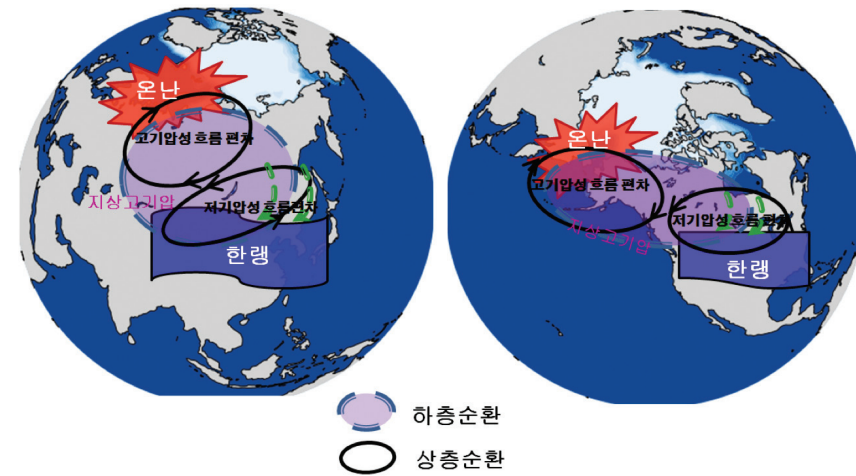 온난
고기압성 흐름 편차
지상고기압
저기압성 흐름편차
한랭
온난
고기압성 흐름 편차
지상고기압
저기압성 흐름 편차
한랭
하층순환
상층순환